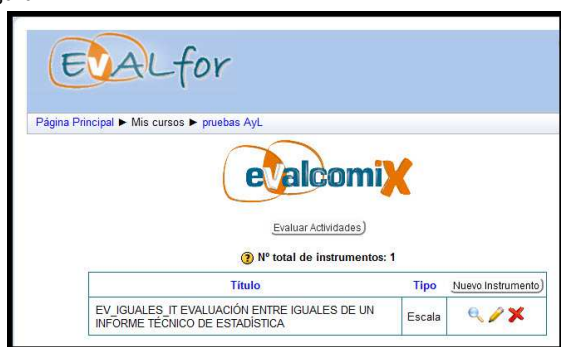 EVALfor
Página Principal ► Mis cursos ► pruebas AyL
evalcomiX
Evaluar Actividades
Nº total de instrumentos: 1
Título Tipo Nuevo Instrumento
EV_IGUALES_IT EVALUACIÓN ENTRE IGUALES DE UN Escala
INFORME TÉCNICO DE ESTADÍSTICA